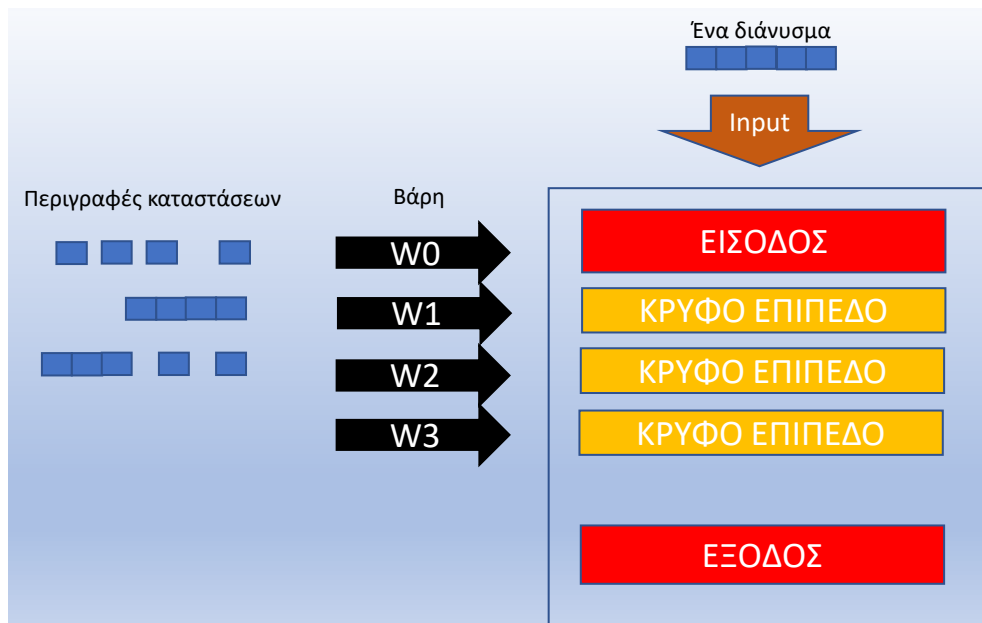 Ένα διάνυσμα
Input
Περιγραφές καταστάσεων
Βάρη
W0
ΕΙΣΟΔΟΣ
W1
ΚΡΥΦΟ ΕΠΙΠΕΔΟ
W2
ΚΡΥΦΟ ΕΠΙΠΕΔΟ
W3
ΚΡΥΦΟ ΕΠΙΠΕΔΟ
ΕΞΟΔΟΣ